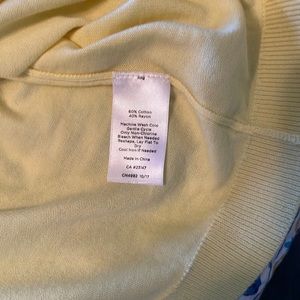 60% Cotton
40% Rayon
Machine Wash Cold
Gentle Cycle
Only Non-Chlorine
Bleach When Needed
Reshape, Lay Flat To
Dry
Cool Iron If Needed
Made in China
CA #25147
10/17